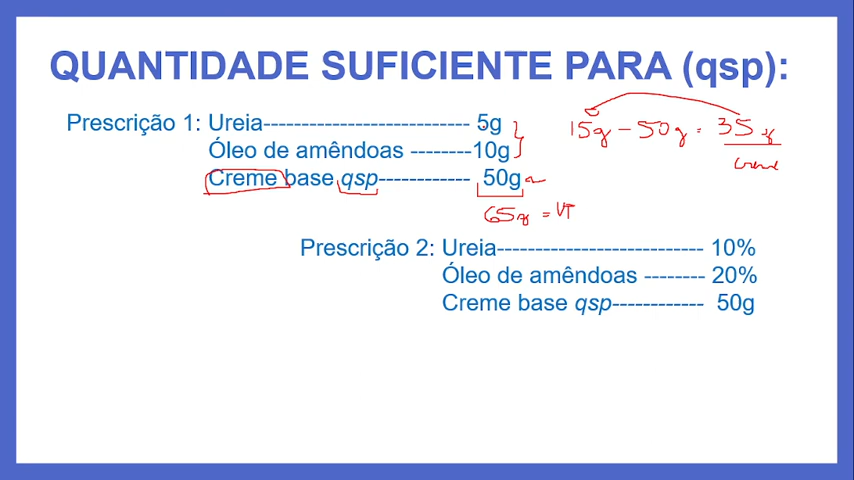 QUANTIDADE SUFICIENTE PARA (qsp):
Prescrição 1: Ureia---------------------------- 5g
Óleo de amêndoas --------10g
Creme base qsp------------ 50g
15g - 50g = 35g
creme
65g = VT
Prescrição 2: Ureia---------------------------- 10%
Óleo de amêndoas -------- 20%
Creme base qsp------------ 50g